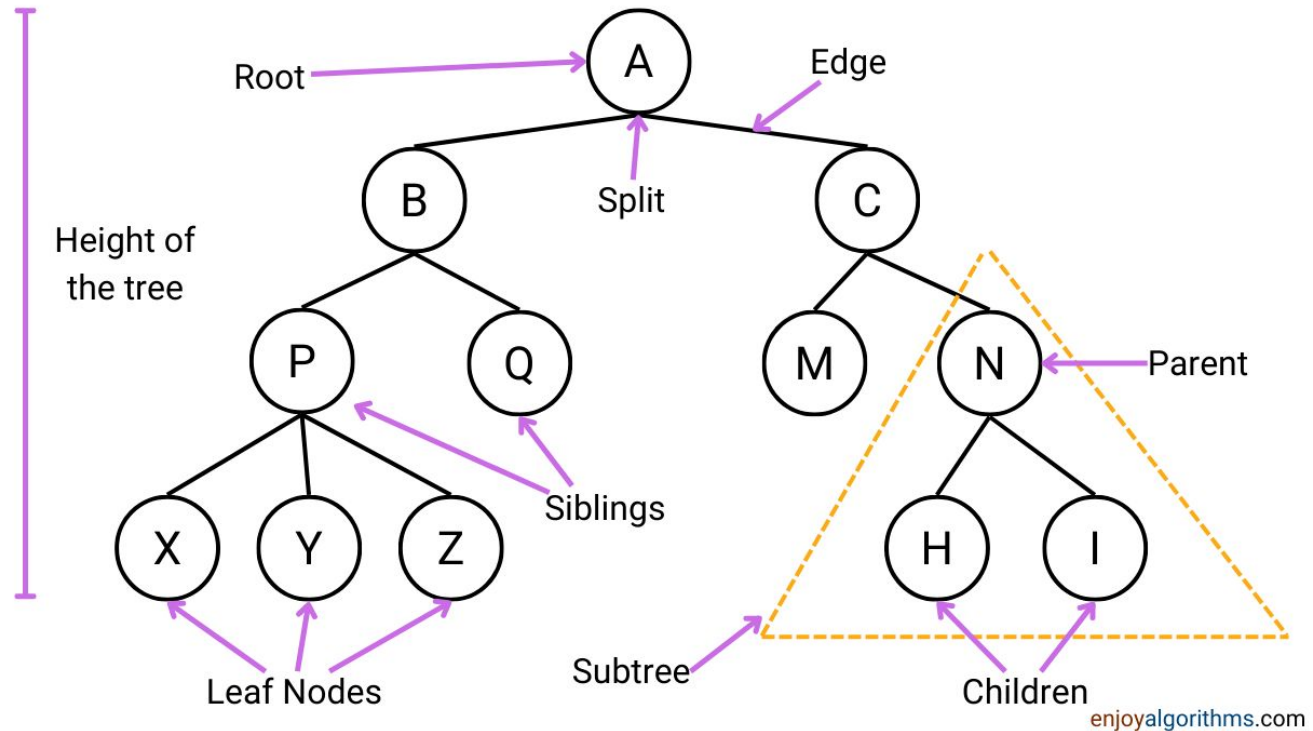 A
Root
Edge
B
Split
C
Height of
the tree
P
Q
M
N
Parent
Siblings
X
Y
Z
H
I
Subtree
Leaf Nodes
Children
enjoyalgorithms.com